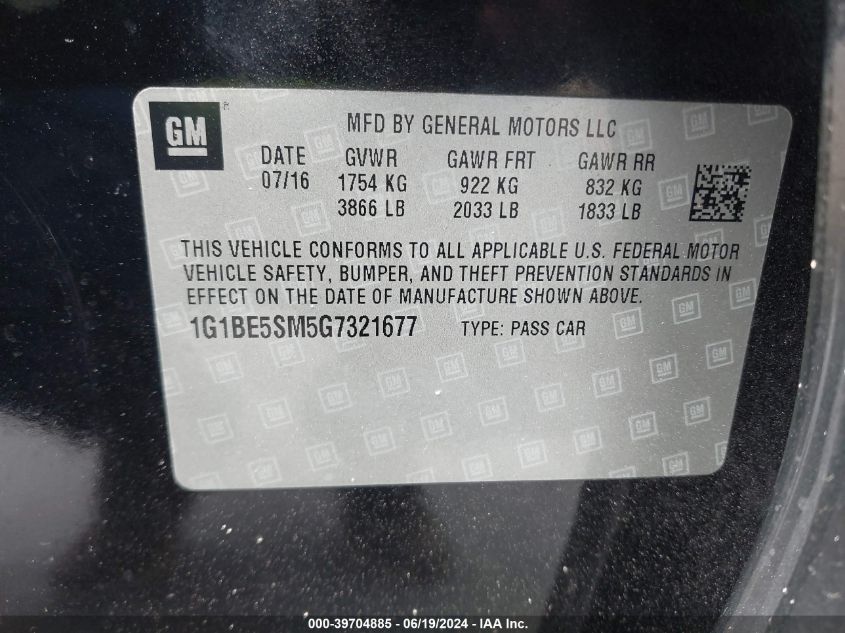 GM
MFD BY GENERAL MOTORS LLC
DATE GVWR GAWR FRT GAWR RR
07/16 1754 KG 922 KG 832 KG
3866 LB 2033 LB 1833 LB
THIS VEHICLE CONFORMS TO ALL APPLICABLE U.S. FEDERAL MOTOR
VEHICLE SAFETY, BUMPER, AND THEFT PREVENTION STANDARDS IN
EFFECT ON THE DATE OF MANUFACTURE SHOWN ABOVE.
1G1BE5SM5G7321677 TYPE: PASS CAR
000-39704885 - 06/19/2024 - IAA Inc.